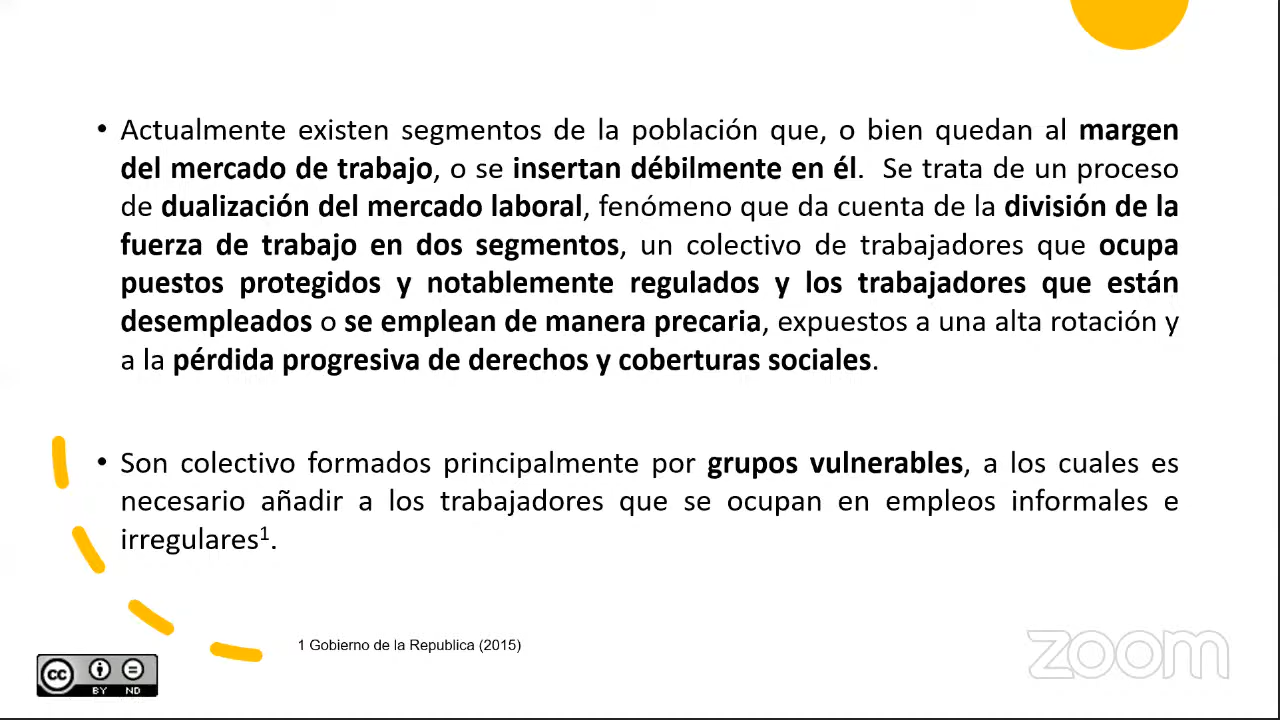 • Actualmente existen segmentos de la población que, o bien quedan al margen
del mercado de trabajo, o se insertan débilmente en él. Se trata de un proceso
de dualización del mercado laboral, fenómeno que da cuenta de la división de la
fuerza de trabajo en dos segmentos, un colectivo de trabajadores que ocupa
puestos protegidos y notablemente regulados y los trabajadores que están
desempleados o se emplean de manera precaria, expuestos a una alta rotación y
a la pérdida progresiva de derechos y coberturas sociales.
• Son colectivo formados principalmente por grupos vulnerables, a los cuales es
necesario añadir a los trabajadores que se ocupan en empleos informales e
irregulares¹.
1 Gobierno de la Republica (2015)
cc BY ND
zoom